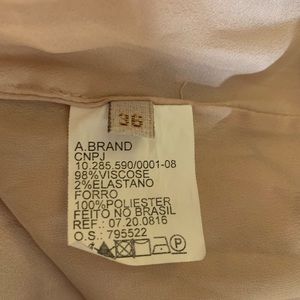 36
A.BRAND
CNPJ
10.285.590/0001-08
98%VISCOSE
2%ELASTANO
FORRO
100%POLIESTER
FEITO NO BRASIL
REF.: 07.20.0816
O.S.: 795522
P